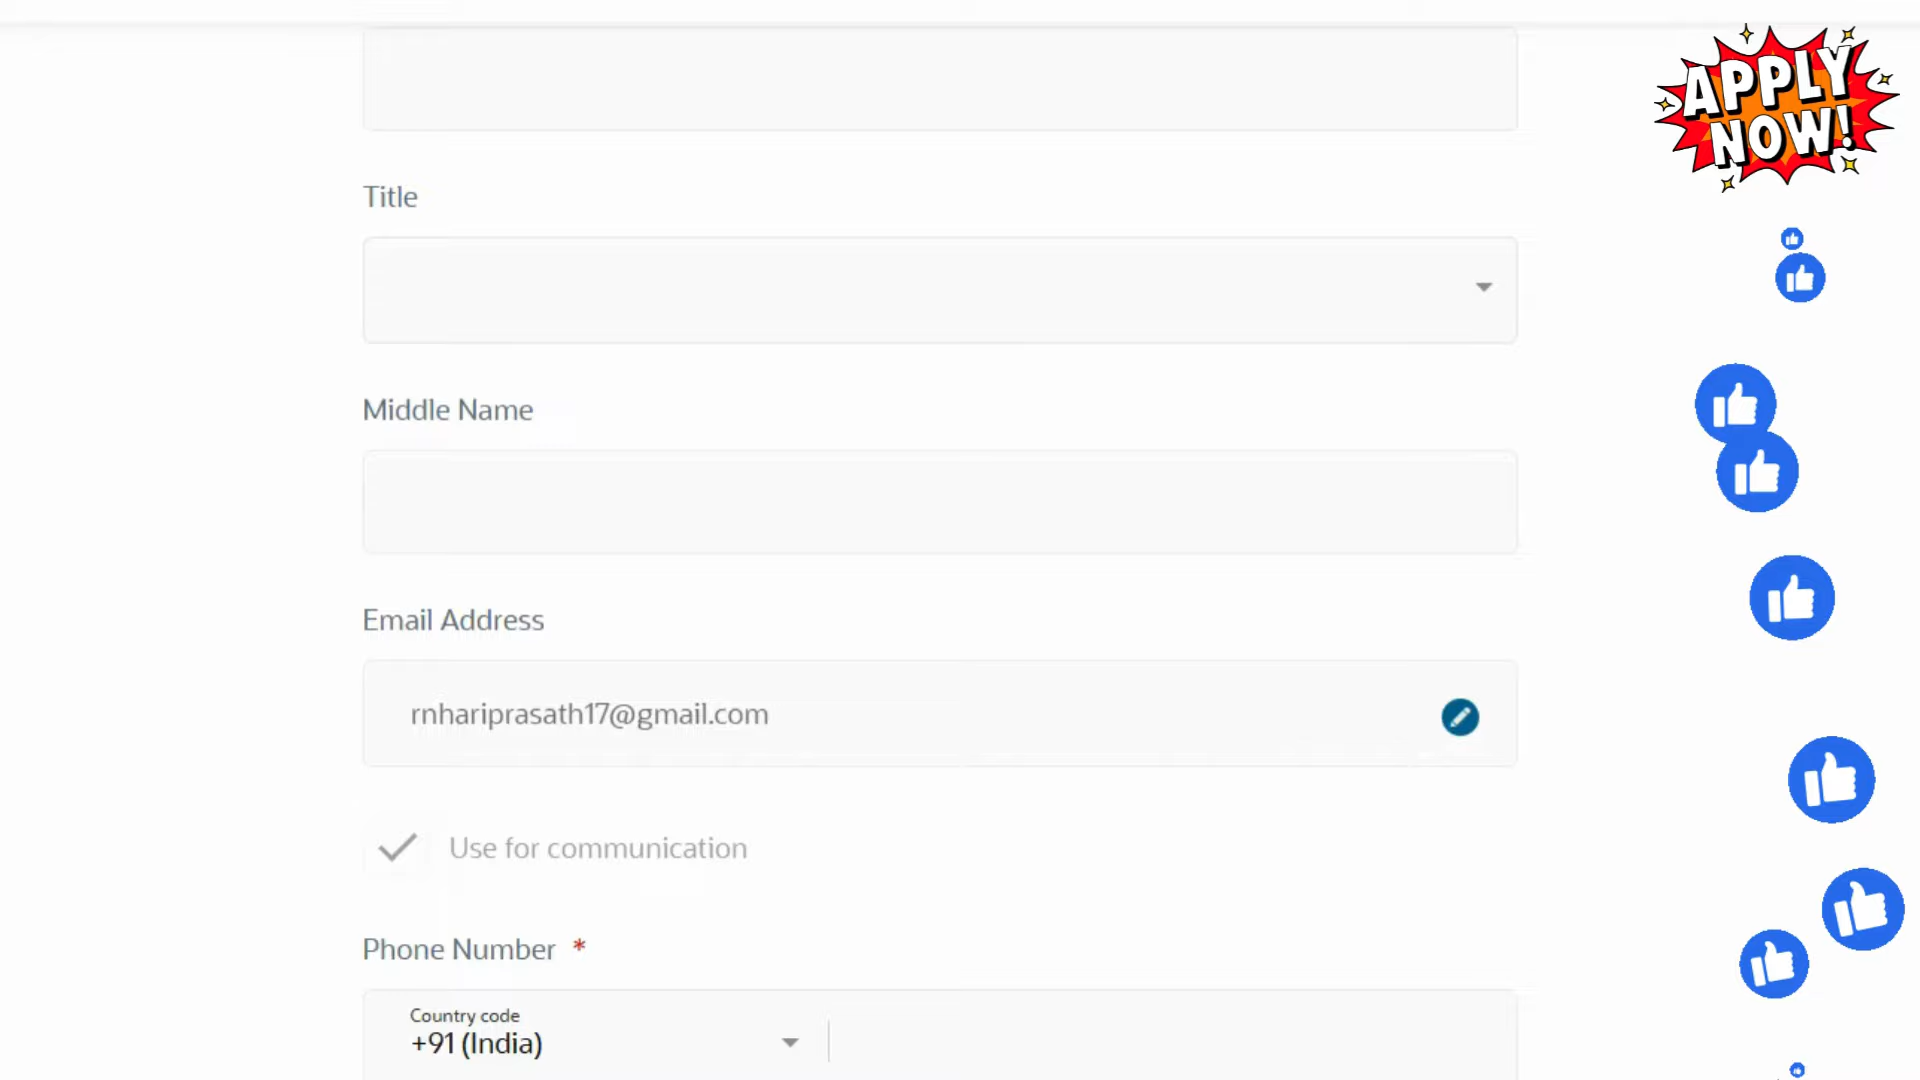 APPLY
NOW!
Title
Middle Name
Email Address
rnhariprasath17@gmail.com
Use for communication
Phone Number *
Country code
+91 (India)